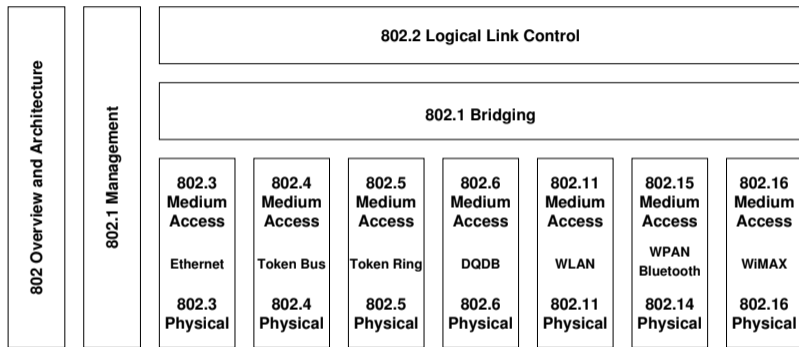 802 Overview and Architecture
802.1 Management
802.2 Logical Link Control
802.1 Bridging
802.3
Medium
Access
Ethernet
802.3
Physical
802.4
Medium
Access
Token Bus
802.4
Physical
802.5
Medium
Access
Token Ring
802.5
Physical
802.6
Medium
Access
DQDB
802.6
Physical
802.11
Medium
Access
WLAN
802.11
Physical
802.15
Medium
Access
WPAN
Bluetooth
802.14
Physical
802.16
Medium
Access
WiMAX
802.16
Physical